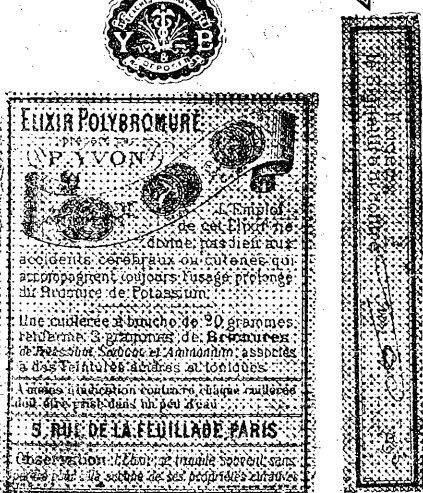 Y B
&
ELIXIR POLYBROMURÉ
P. YVON
L'Emploi
de cet Elixir ne
donne pas lieu aux
accidents cérébraux ou cutanés qui
accompagnent toujours l'usage prolongé
du Bromure de Potassium.
Une cuillerée à bouche de 20 grammes
renferme 3 grammes de Bromures
de Potassium, Sodium et Ammonium, associés
à des Teintures amères et toniques
A moins d'indication contraire, chaque cuillerée
doit être prise dans un peu d'eau
5, RUE DE LA FEUILLADE PARIS
Observation: L'Elixir se trouble souvent sans
de ses propriétés curatives